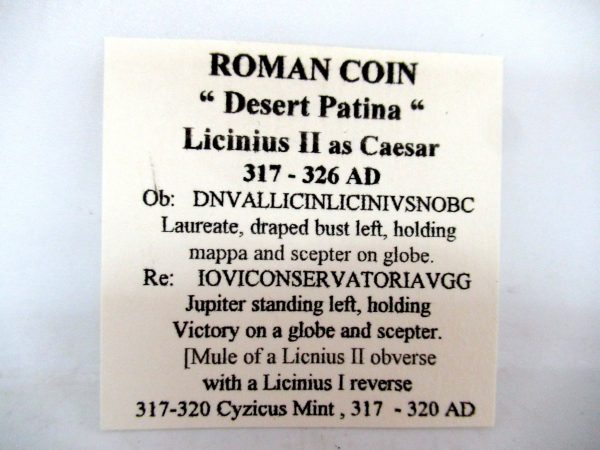 ROMAN COIN
“ Desert Patina “
Licinius II as Caesar
317 - 326 AD
Ob: DNVALLICINLICINIVSNOBC
Laureate, draped bust left, holding
mappa and scepter on globe.
Re: IOVICONSERVATORIAVGG
Jupiter standing left, holding
Victory on a globe and scepter.
[Mule of a Licnius II obverse
with a Licinius I reverse
317-320 Cyzicus Mint , 317 - 320 AD